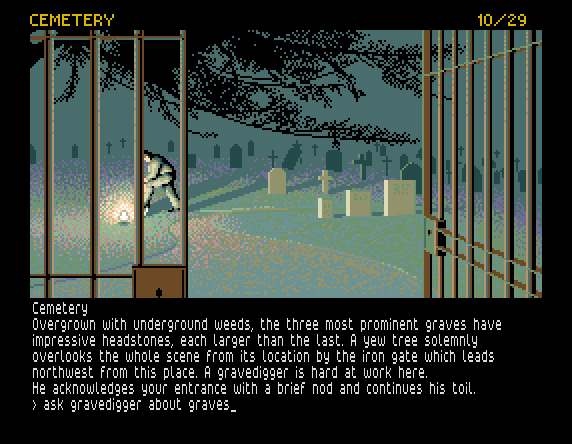 CEMETERY 10/29
Cemetery
Overgrown with underground weeds, the three most prominent graves have
impressive headstones, each larger than the last. A yew tree solemnly
overlooks the whole scene from its location by the iron gate which leads
northwest from this place. A gravedigger is hard at work here.
He acknowledges your entrance with a brief nod and continues his toil.
> ask gravedigger about graves_